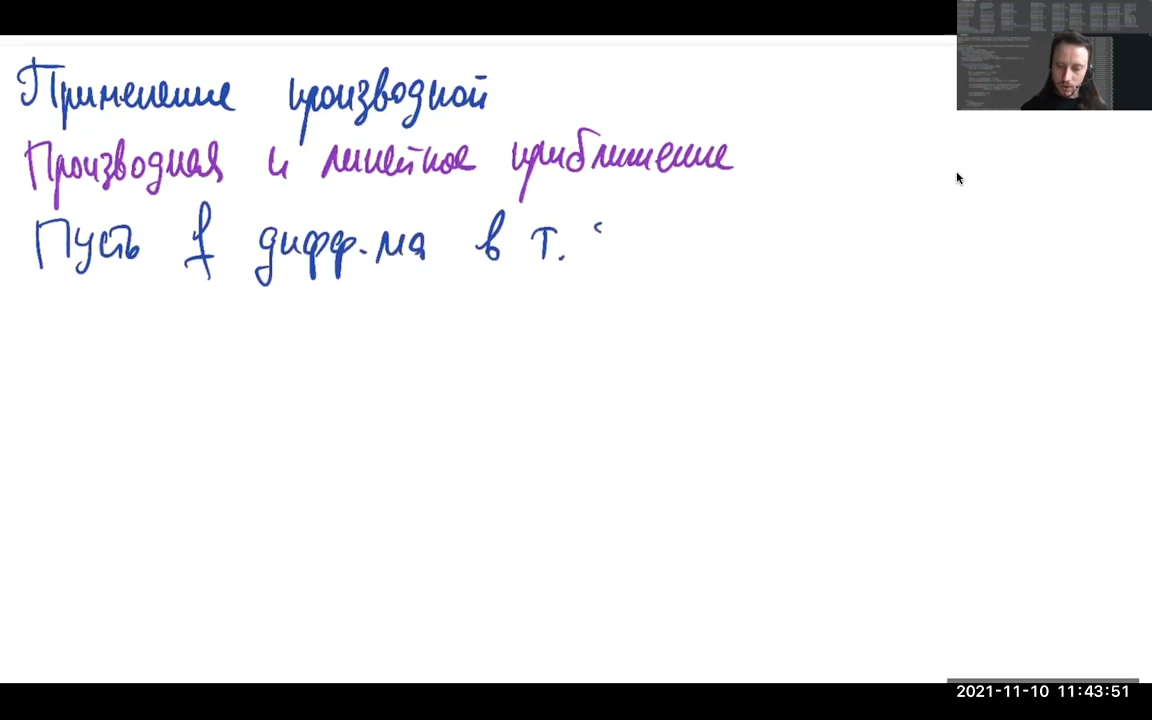 Применение производной
Производная и линейное приближение
Пусть f дифф-ма в т.
2021-11-10 11:43:51